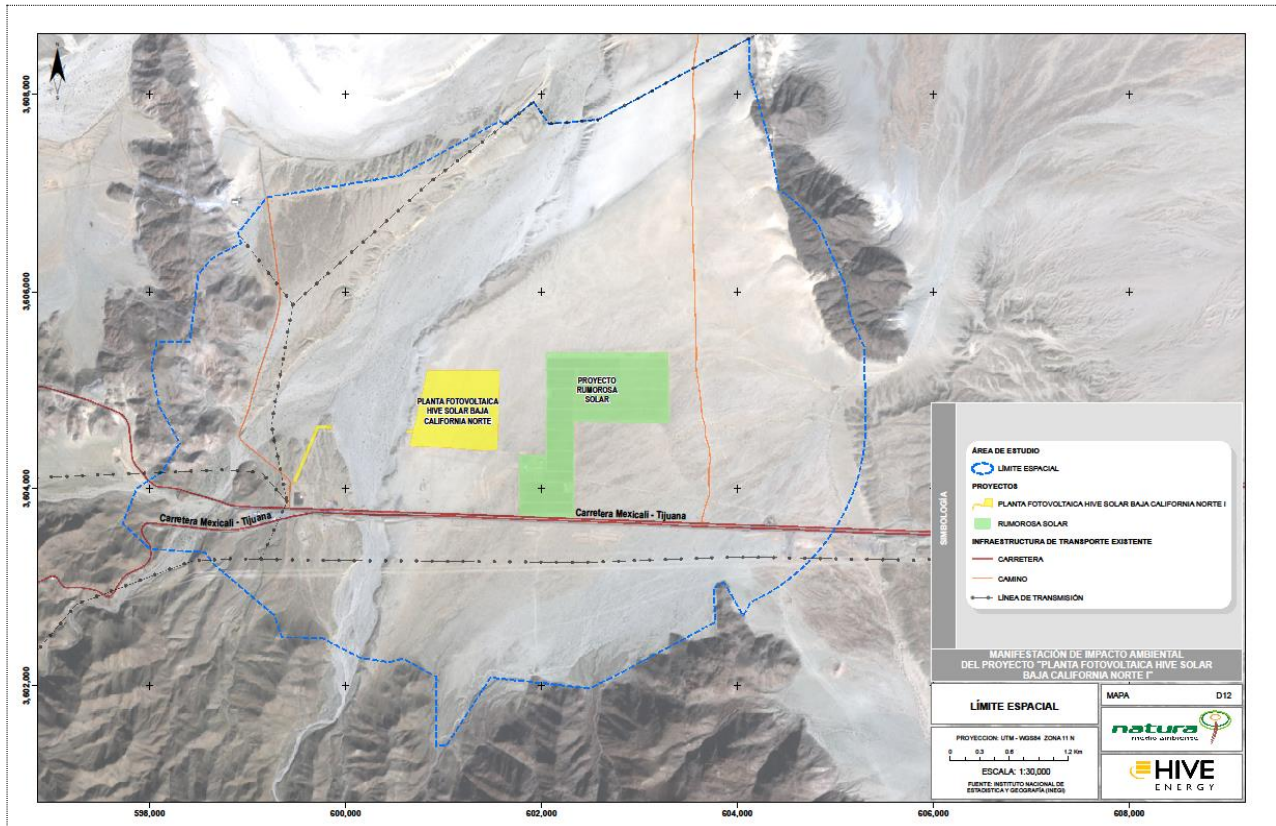 N
S
3,608,000
3,606,000
3,604,000
3,602,000
PLANTA FOTOVOLTAICA
HIVE SOLAR BAJA
CALIFORNIA NORTE
PROYECTO
RUMOROSA
SOLAR
Carretera Mexicali - Tijuana
Carretera Mexicali - Tijuana
598,000
600,000
602,000
604,000
606,000
608,000
SIMBOLOGÍA
ÁREA DE ESTUDIO
LÍMITE ESPACIAL
PROYECTOS
PLANTA FOTOVOLTAICA HIVE SOLAR BAJA CALIFORNIA NORTE I
RUMOROSA SOLAR
INFRAESTRUCTURA DE TRANSPORTE EXISTENTE
CARRETERA
CAMINO
LÍNEA DE TRANSMISIÓN
MANIFESTACIÓN DE IMPACTO AMBIENTAL
DEL PROYECTO "PLANTA FOTOVOLTAICA HIVE SOLAR
BAJA CALIFORNIA NORTE I"
LÍMITE ESPACIAL
MAPA D12
PROYECCION: UTM - WGS84 ZONA 11 N
0 0.3 0.6 1.2 Km
ESCALA: 1:30,000
FUENTE: INSTITUTO NACIONAL DE
ESTADISTICA Y GEOGRAFÍA (INEGI)
natura
medio ambiente
HIVE
ENERGY